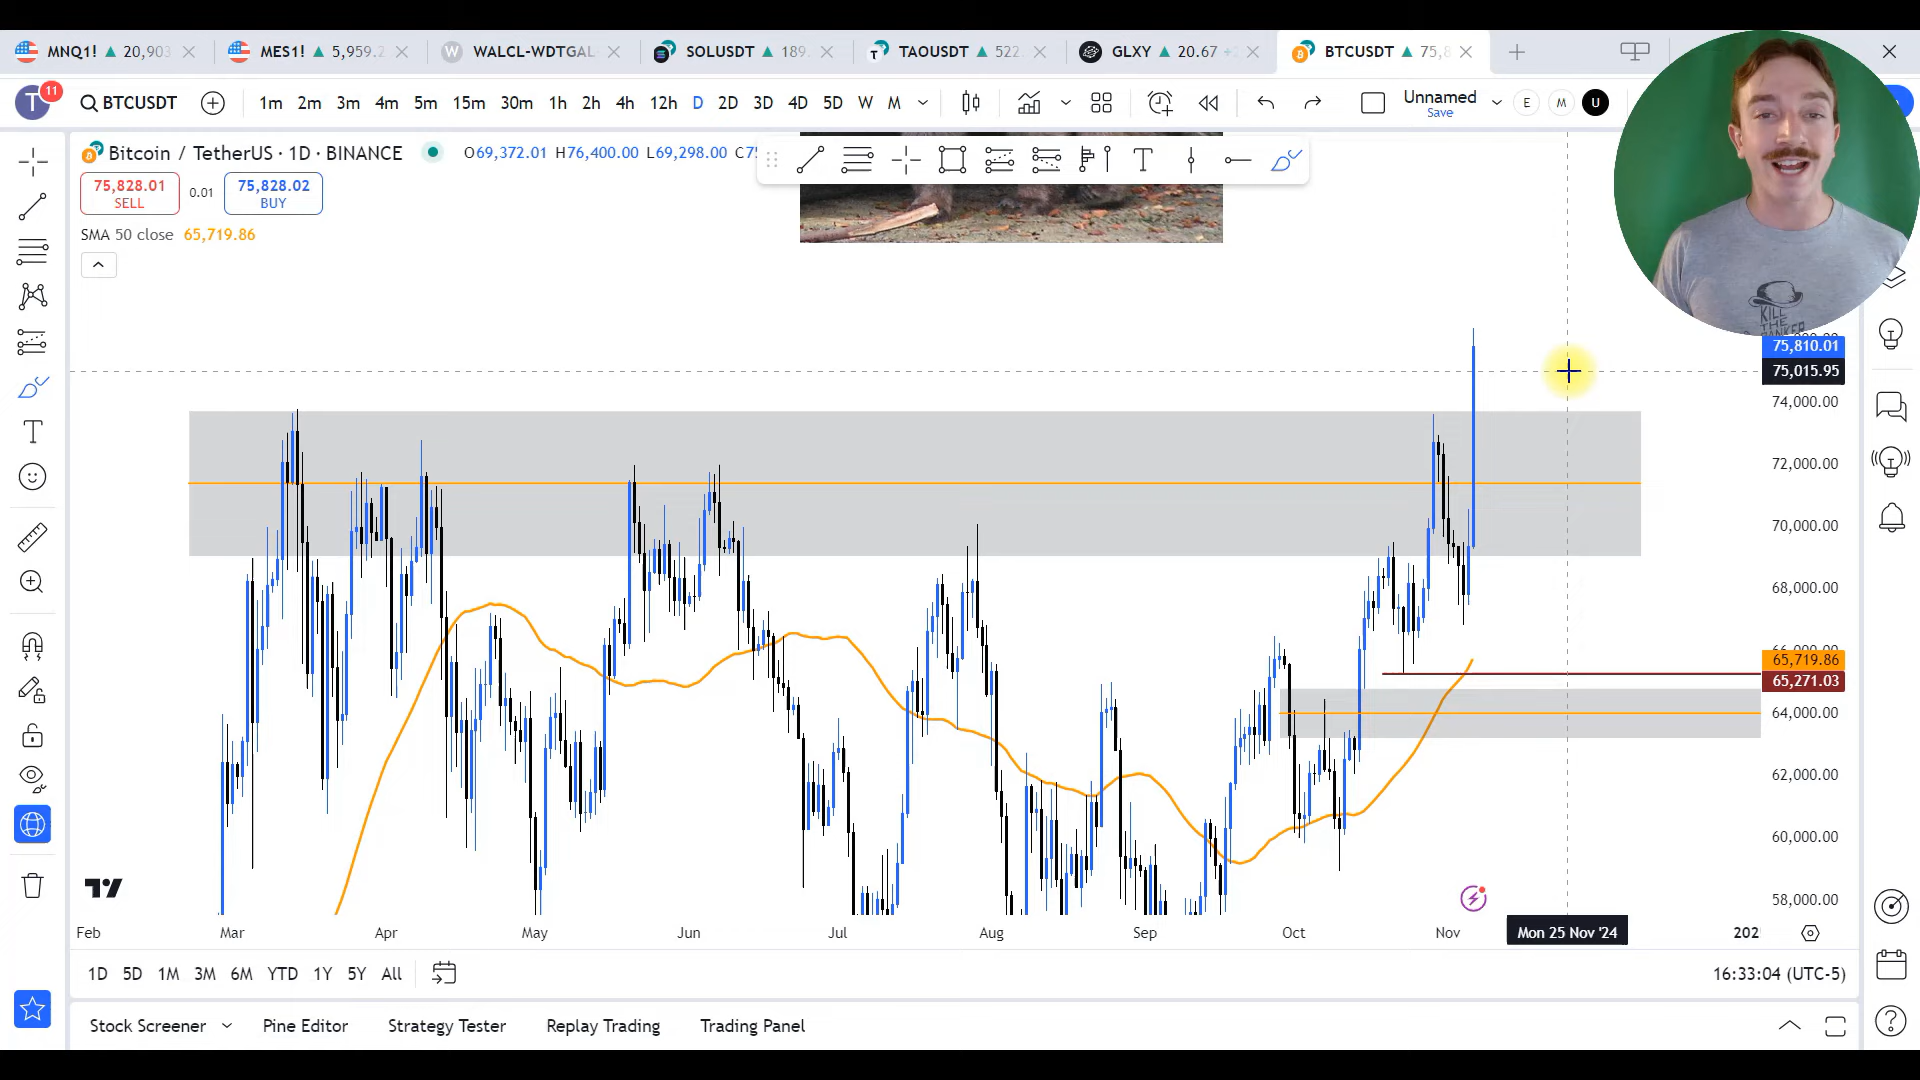 MNQ1! ▲ 20,903 MES1! ▲ 5,959.2 WALCL-WDTGAL SOLUSDT ▲ 189. TAOUSDT ▲ 522. GLXY ▲ 20.67 BTCUSDT ▲ 75,8
T 11 BTCUSDT 1m 2m 3m 4m 5m 15m 30m 1h 2h 4h 12h D 2D 3D 4D 5D W M Unnamed E M U
Save
Bitcoin / TetherUS · 1D · BINANCE O69,372.01 H76,400.00 L69,298.00
75,828.01 0.01 75,828.02
SELL BUY
SMA 50 close 65,719.86
KILL
THE
75,810.01
75,015.95
74,000.00
72,000.00
70,000.00
68,000.00
65,719.86
65,271.03
64,000.00
62,000.00
60,000.00
58,000.00
Feb Mar Apr May Jun Jul Aug Sep Oct Nov Mon 25 Nov '24 202
1D 5D 1M 3M 6M YTD 1Y 5Y All 16:33:04 (UTC-5)
Stock Screener Pine Editor Strategy Tester Replay Trading Trading Panel